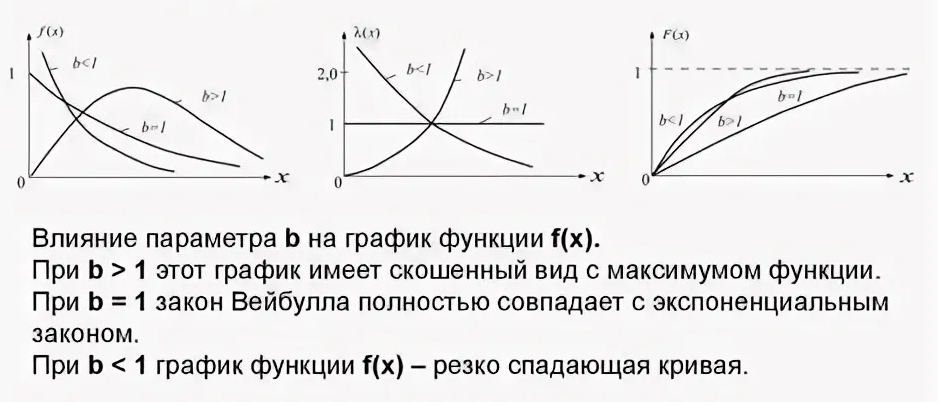 f(x)
1
b<1
b>1
b=1
0
x
λ(x)
2,0
b<1
b>1
1
b=1
0
x
F(x)
1
b<1
b>1
b=1
0
x
Влияние параметра b на график функции f(x).
При b > 1 этот график имеет скошенный вид с максимумом функции.
При b = 1 закон Вейбулла полностью совпадает с экспоненциальным
законом.
При b < 1 график функции f(x) – резко спадающая кривая.